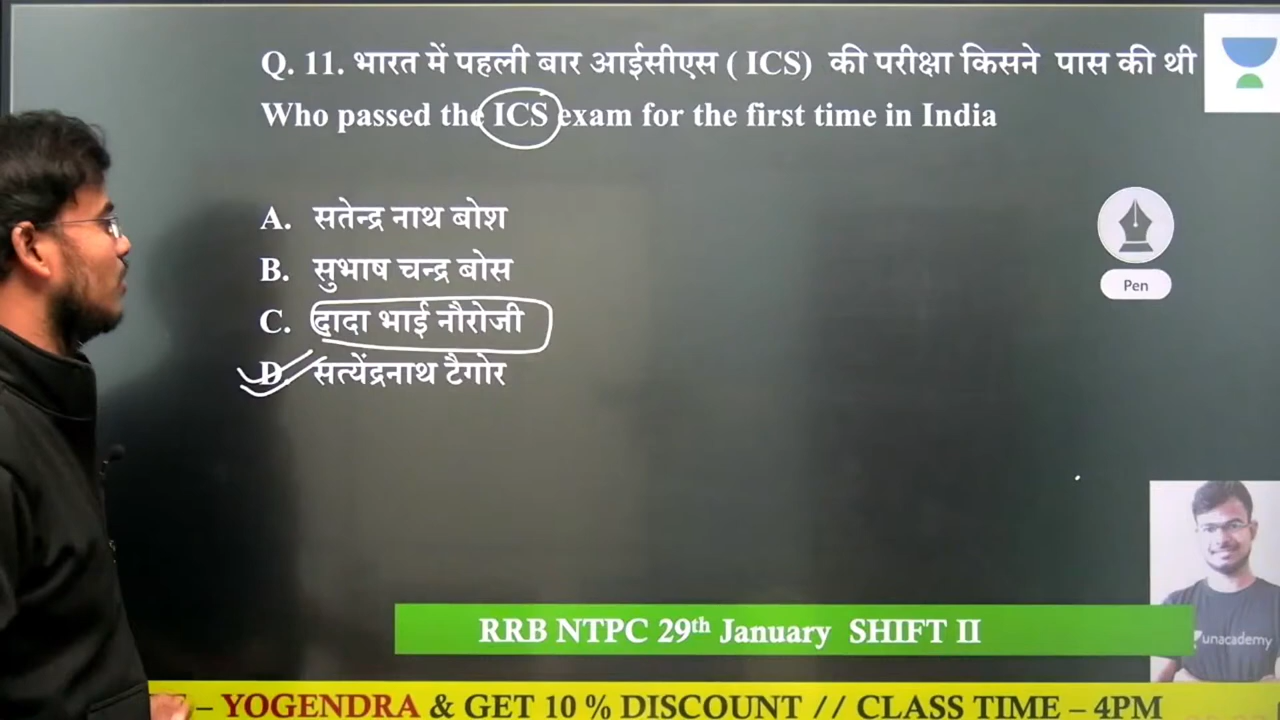 Q. 11. भारत में पहली बार आईसीएस ( ICS) की परीक्षा किसने पास की थी
Who passed the ICS exam for the first time in India
A. सतेन्द्र नाथ बोश
B. सुभाष चन्द्र बोस
C. दादा भाई नौरोजी
D. सत्येंद्रनाथ टैगोर
Pen
unacademy
RRB NTPC 29th January SHIFT II
– YOGENDRA & GET 10 % DISCOUNT // CLASS TIME – 4PM